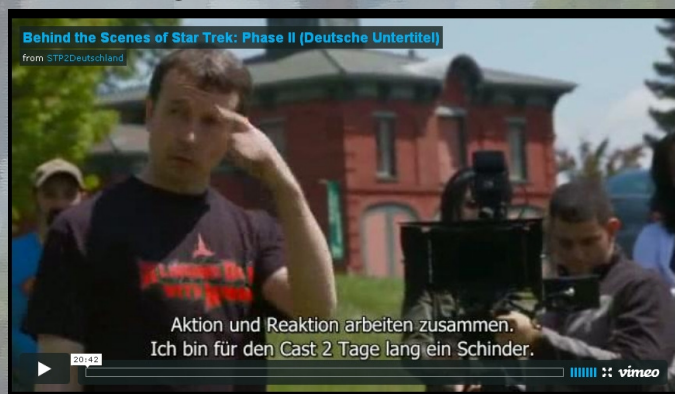 Behind the Scenes of Star Trek: Phase II (Deutsche Untertitel)
from STP2Deutschland
Aktion und Reaktion arbeiten zusammen.
Ich bin für den Cast 2 Tage lang ein Schinder.
20:42
vimeo